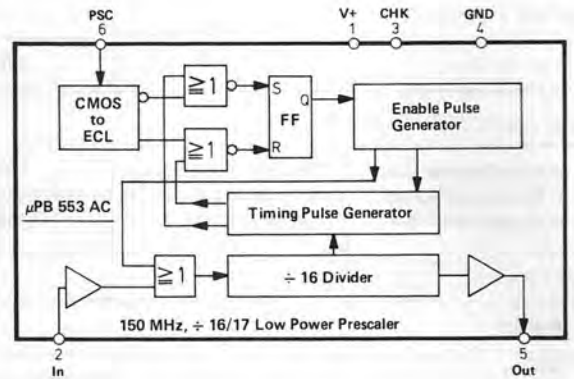 PSC
6
V+
1
CHK
3
GND
4
CMOS
to
ECL
≧ 1
≧ 1
S
Q
FF
R
Enable Pulse
Generator
μPB 553 AC
Timing Pulse Generator
≧ 1
÷ 16 Divider
150 MHz, ÷ 16/17 Low Power Prescaler
2
In
5
Out